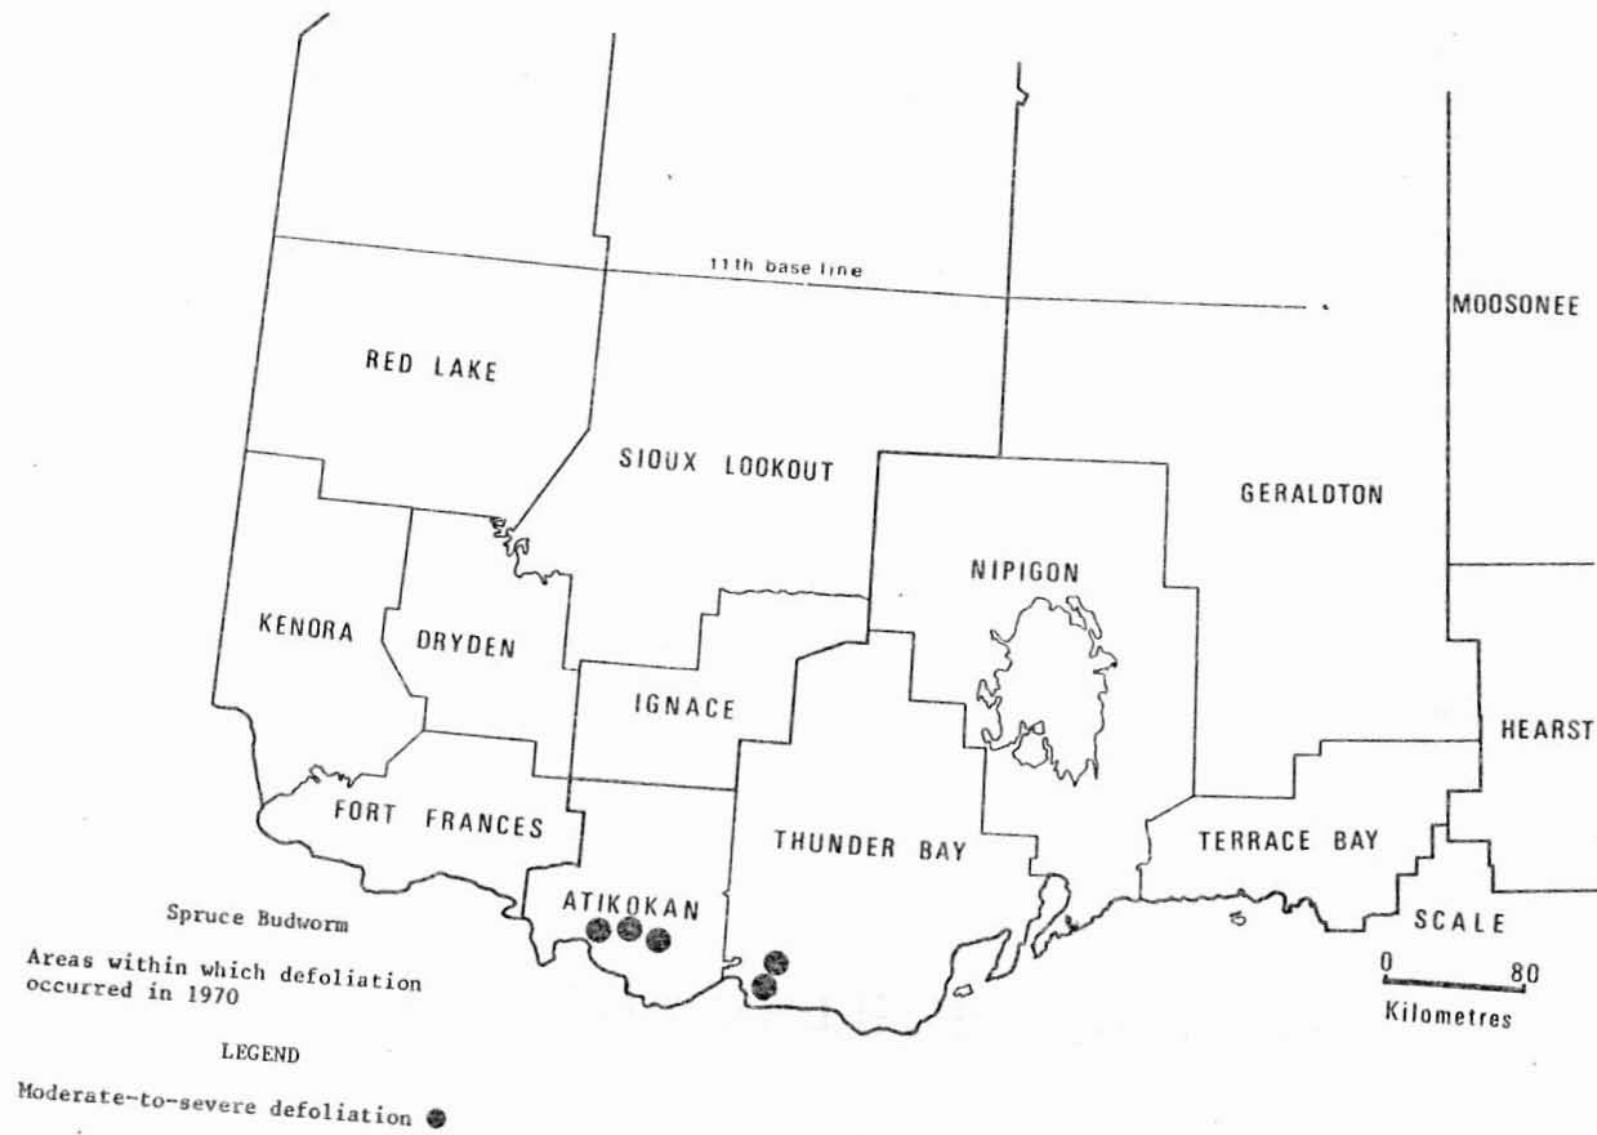 11th base line
MOOSONEE
RED LAKE
SIOUX LOOKOUT
GERALDTON
NIPIGON
KENORA
DRYDEN
IGNACE
HEARST
FORT FRANCES
THUNDER BAY
TERRACE BAY
ATIKOKAN
SCALE
0 80
Kilometres
Spruce Budworm
Areas within which defoliation
occurred in 1970
LEGEND
Moderate-to-severe defoliation